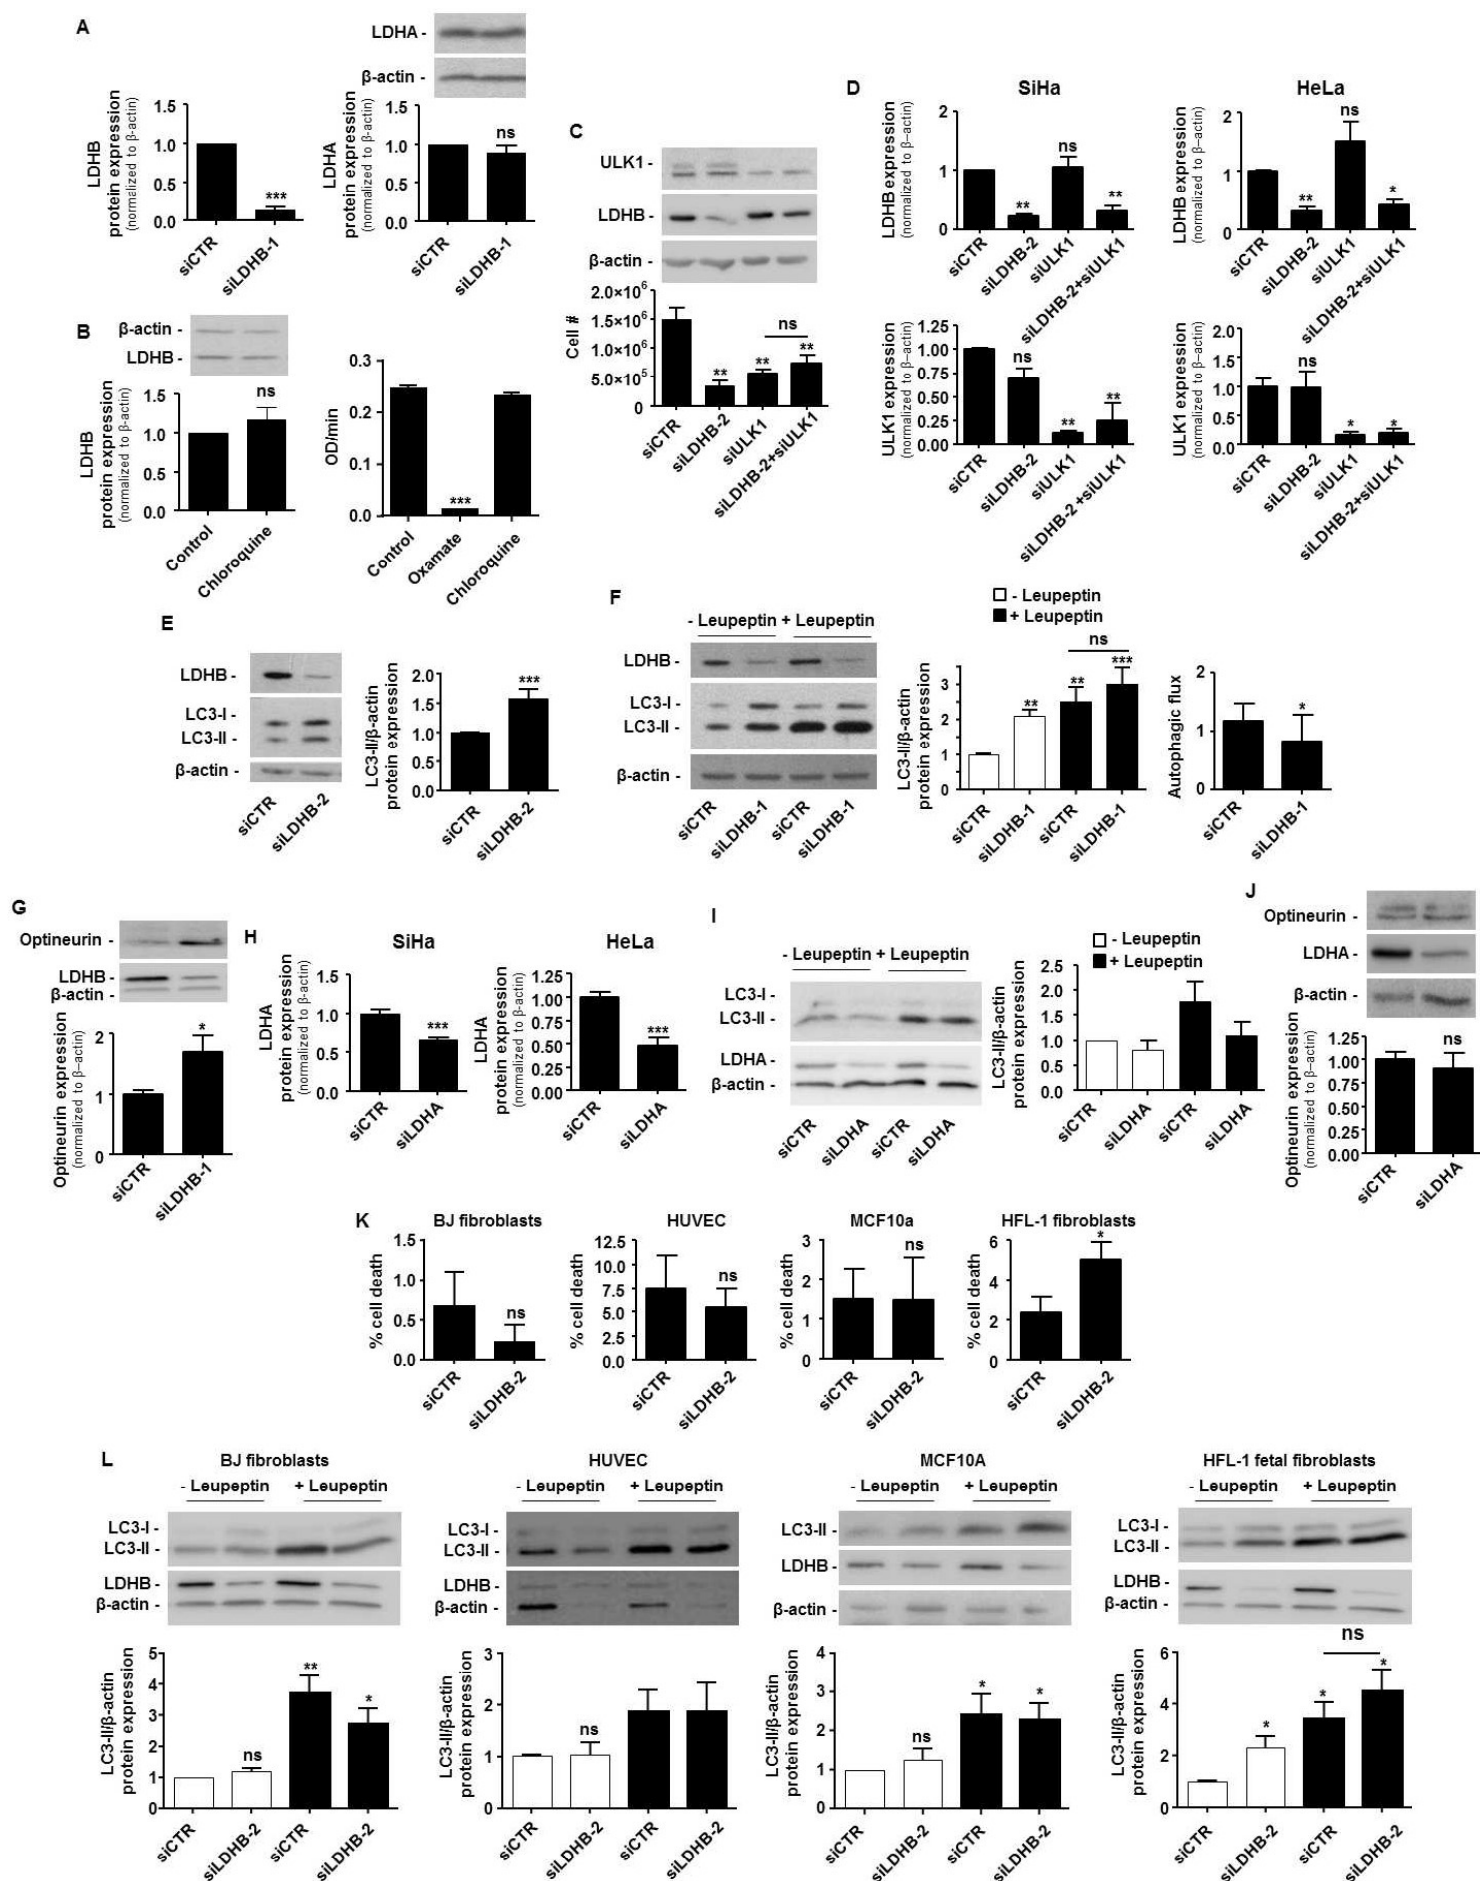 A
LDHA -
β-actin -
LDHB
protein expression
(normalized to β-actin)
1.5
1.0
0.5
0.0
***
siCTR
siLDHB-1
LDHA
protein expression
(normalized to β-actin)
1.5
1.0
0.5
0.0
ns
siCTR
siLDHB-1
B
β-actin -
LDHB -
LDHB
protein expression
(normalized to β-actin)
1.5
1.0
0.5
0.0
ns
Control
Chloroquine
OD/min
0.3
0.2
0.1
0.0
***
Control
Oxamate
Chloroquine
C
ULK1 -
LDHB -
β-actin -
Cell #
2.0×10⁶
1.5×10⁶
1.0×10⁶
5.0×10⁵
0
**
**
ns
**
siCTR
siLDHB-2
siULK1
siLDHB-2+siULK1
D
SiHa
LDHB expression
(normalized to β–actin)
2
1
0
**
ns
**
siCTR
siLDHB-2
siULK1
siLDHB-2+siULK1
HeLa
LDHB expression
(normalized to β–actin)
2
1
0
**
ns
*
siCTR
siLDHB-2
siULK1
siLDHB-2+siULK1
ULK1 expression
(normalized to β–actin)
1.25
1.00
0.75
0.50
0.25
0.00
ns
**
**
siCTR
siLDHB-2
siULK1
siLDHB-2+siULK1
ULK1 expression
(normalized to β–actin)
2.0
1.5
1.0
0.5
0.0
ns
*
*
siCTR
siLDHB-2
siULK1
siLDHB-2+siULK1
E
LDHB -
LC3-I -
LC3-II -
β-actin -
siCTR
siLDHB-2
LC3-II/β-actin
protein expression
2.0
1.5
1.0
0.5
0.0
***
siCTR
siLDHB-2
F
- Leupeptin + Leupeptin
LDHB -
LC3-I -
LC3-II -
β-actin -
siCTR
siLDHB-1
siCTR
siLDHB-1
- Leupeptin
+ Leupeptin
LC3-II/β-actin
protein expression
3
2
1
0
**
**
ns
***
siCTR
siLDHB-1
siCTR
siLDHB-1
Autophagic flux
2
1
0
*
siCTR
siLDHB-1
G
Optineurin -
LDHB -
β-actin -
Optineurin expression
(normalized to β–actin)
2
1
0
*
siCTR
siLDHB-1
H
SiHa
LDHA
protein expression
(normalized to β-actin)
1.5
1.0
0.5
0.0
***
siCTR
siLDHA
HeLa
LDHA
protein expression
(normalized to β-actin)
1.25
1.00
0.75
0.50
0.25
0.00
***
siCTR
siLDHA
I
- Leupeptin + Leupeptin
LC3-I -
LC3-II -
LDHA -
β-actin -
siCTR
siLDHA
siCTR
siLDHA
- Leupeptin
+ Leupeptin
LC3-II/β-actin
protein expression
2.5
2.0
1.5
1.0
0.5
0.0
siCTR
siLDHA
siCTR
siLDHA
J
Optineurin -
LDHA -
β-actin -
Optineurin expression
(normalized to β–actin)
1.25
1.00
0.75
0.50
0.25
0.00
ns
siCTR
siLDHA
K
BJ fibroblasts
% cell death
1.5
1.0
0.5
0.0
ns
siCTR
siLDHB-2
HUVEC
% cell death
12.5
10.0
7.5
5.0
2.5
0.0
ns
siCTR
siLDHB-2
MCF10a
% cell death
3
2
1
0
ns
siCTR
siLDHB-2
HFL-1 fibroblasts
% cell death
6
4
2
0
*
siCTR
siLDHB-2
L
BJ fibroblasts
- Leupeptin + Leupeptin
LC3-I -
LC3-II -
LDHB -
β-actin -
LC3-II/β-actin
protein expression
5
4
3
2
1
0
ns
**
*
siCTR
siLDHB-2
siCTR
siLDHB-2
HUVEC
- Leupeptin + Leupeptin
LC3-I -
LC3-II -
LDHB -
β-actin -
LC3-II/β-actin
protein expression
3
2
1
0
ns
siCTR
siLDHB-2
siCTR
siLDHB-2
MCF10A
- Leupeptin + Leupeptin
LC3-II -
LDHB -
β-actin -
LC3-II/β-actin
protein expression
4
3
2
1
0
ns
*
*
siCTR
siLDHB-2
siCTR
siLDHB-2
HFL-1 fetal fibroblasts
- Leupeptin + Leupeptin
LC3-I -
LC3-II -
LDHB -
β-actin -
LC3-II/β-actin
protein expression
6
4
2
0
*
*
ns
*
siCTR
siLDHB-2
siCTR
siLDHB-2